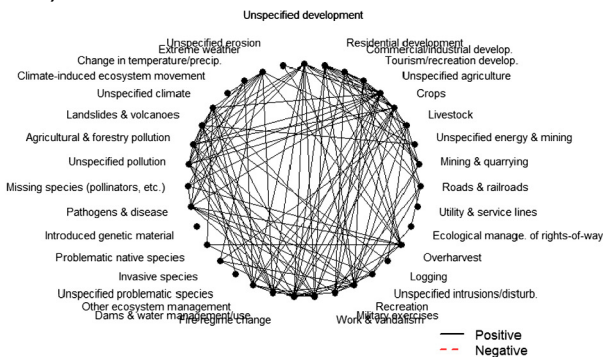 Unspecified development
Unspecified erosion
Residential development
Extreme weather
Commercial/industrial develop.
Change in temperature/precip.
Tourism/recreation develop.
Climate-induced ecosystem movement
Unspecified agriculture
Unspecified climate
Crops
Landslides & volcanoes
Livestock
Agricultural & forestry pollution
Unspecified energy & mining
Unspecified pollution
Mining & quarrying
Missing species (pollinators, etc.)
Roads & railroads
Pathogens & disease
Utility & service lines
Introduced genetic material
Ecological manage. of rights-of-way
Problematic native species
Overharvest
Invasive species
Logging
Unspecified problematic species
Unspecified intrusions/disturb.
Other ecosystem management
Recreation
Dams & water management/use
Military exercises
Fire regime change
Work & vandalism
Positive
Negative